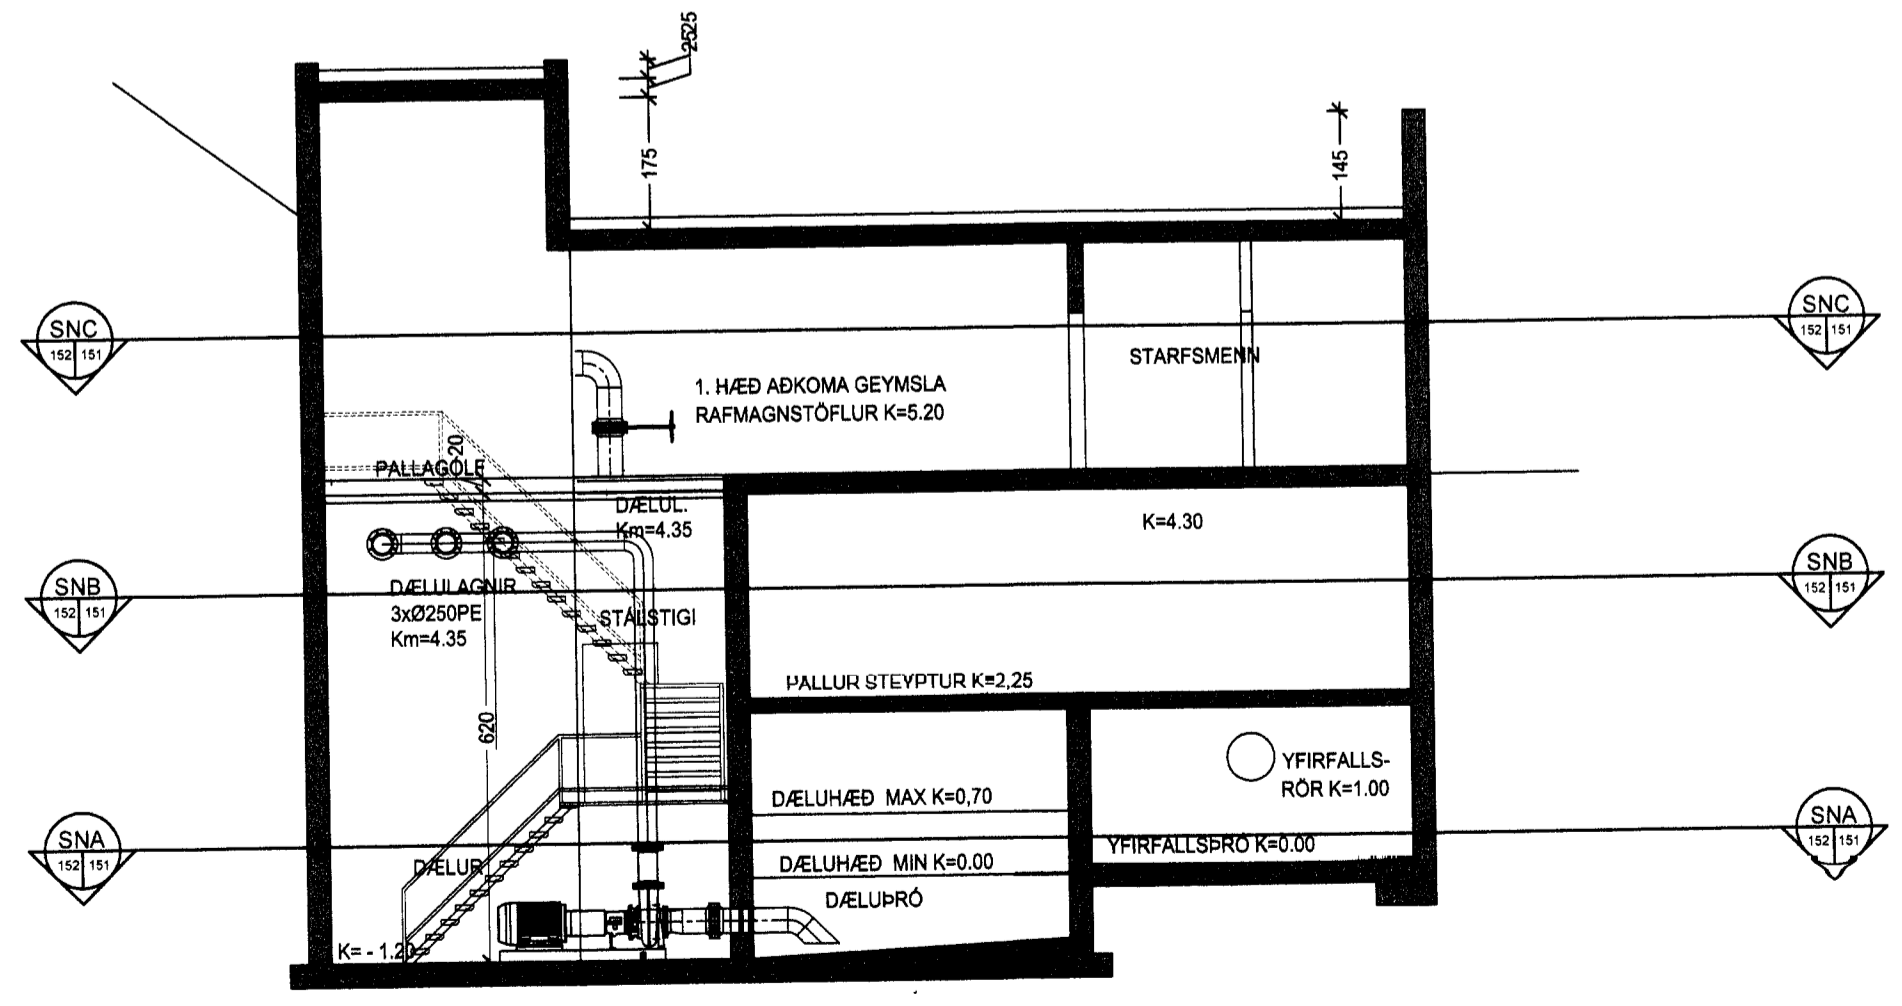 2525
175
145
SNC
152 151
SNC
152 151
STARFSMENN
1. HÆÐ AÐKOMA GEYMSLA
RAFMAGNSTÖFLUR K=5.20
20
PALLAGÓLF
DÆLUL.
Km=4.35
K=4.30
SNB
152 151
SNB
152 151
DÆLULAGNIR
3xØ250PE
Km=4.35
STÁLSTIGI
PALLUR STEYPTUR K=2,25
620
YFIRFALLS-
RÖR K=1.00
DÆLUHÆÐ MAX K=0,70
SNA
152 151
SNA
152 151
YFIRFALLSÞRÓ K=0.00
DÆLUHÆÐ MIN K=0.00
DÆLUR
DÆLUÞRÓ
K= - 1.20